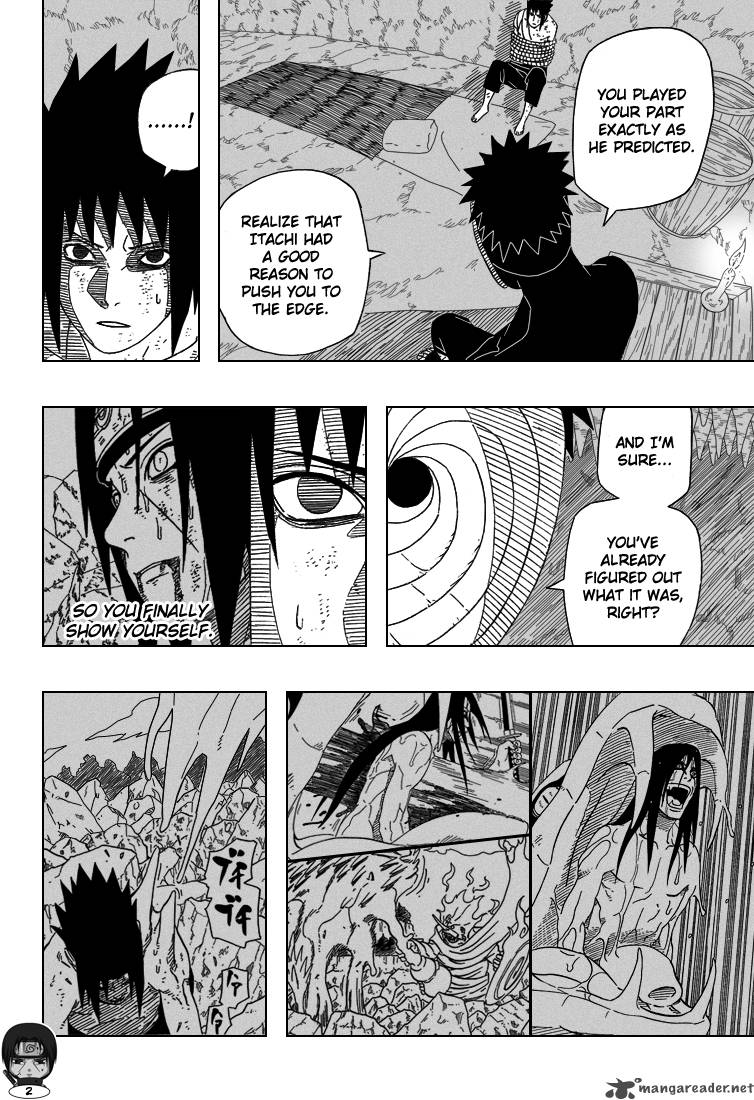 YOU PLAYED
YOUR PART
EXACTLY AS
HE PREDICTED.
REALIZE THAT
ITACHI HAD
A GOOD
REASON TO
PUSH YOU TO
THE EDGE.
......!
AND I'M
SURE...
YOU'VE
ALREADY
FIGURED OUT
WHAT IT WAS,
RIGHT?
SO YOU FINALLY
SHOW YOURSELF.
ブギ
ブギ
2
mangareader.net